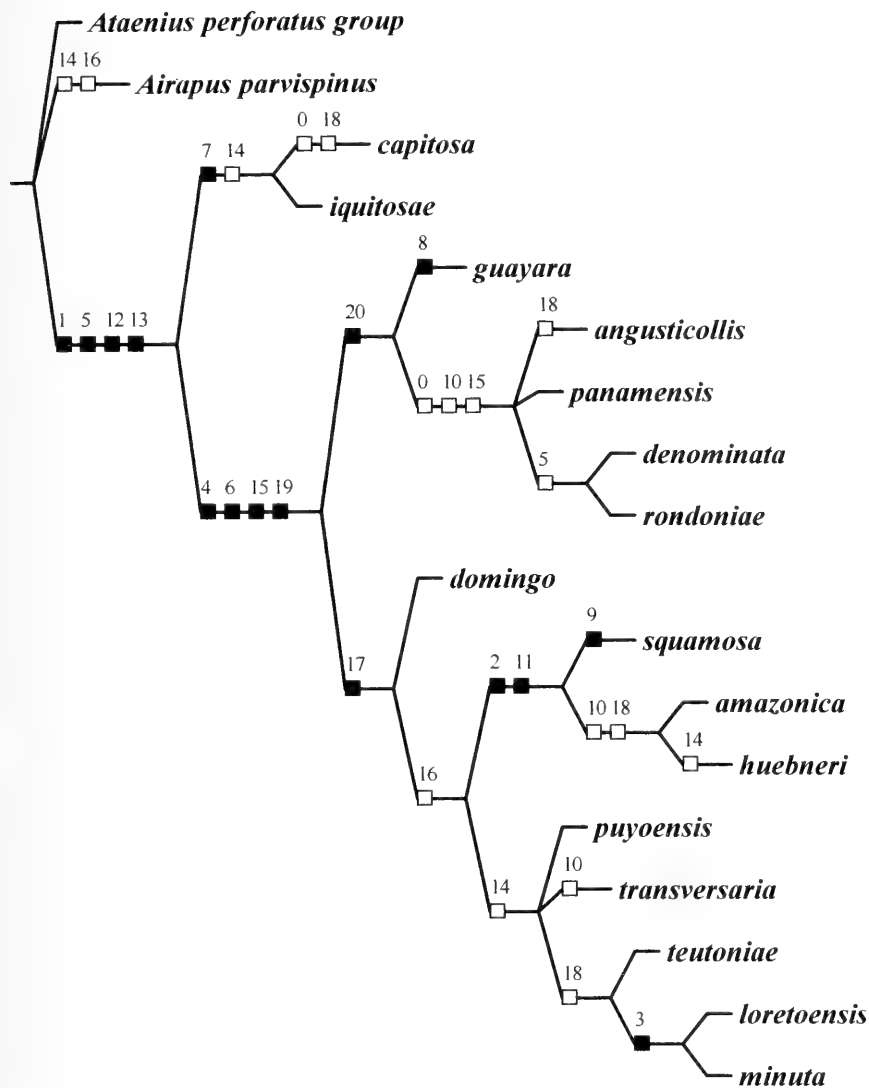 Ataenius perforatus group
14 16
Airapus parvispinus
0 18
capitosa
7 14
iquitosae
8
guayara
20
18
angusticollis
1 5 12 13
0 10 15
panamensis
denominata
5
rondoniae
4 6 15 19
domingo
9
squamosa
17
2 11
amazonica
10 18
14
huebneri
16
puyoensis
10
transversaria
14
teutoniae
18
loretoensis
3
minuta